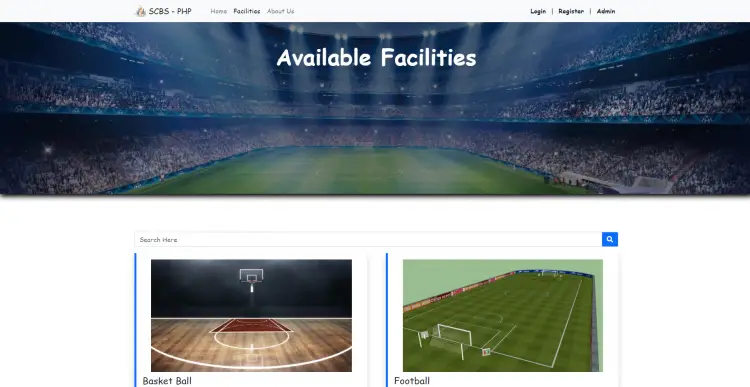 SCBS - PHP Home Facilities About Us Login | Register | Admin
Available Facilities
Search Here
Basket Ball
Football